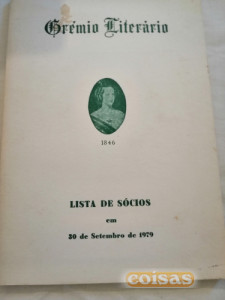 Grémio Literário
1846
LISTA DE SÓCIOS
em
30 de Setembro de 1979
coisas